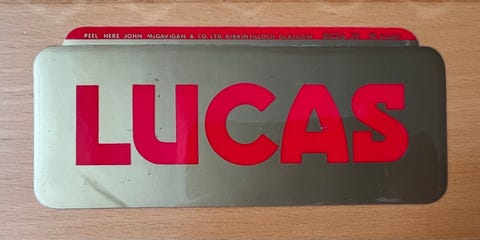 PEEL HERE JOHN McGAVIGAN & CO. LTD. KIRKINTILLOCH, GLASGOW
LUCAS